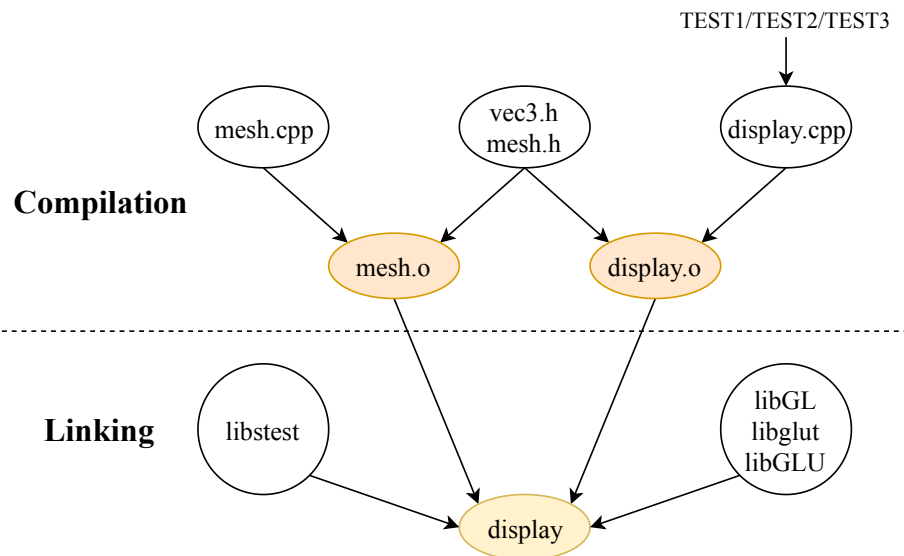 TEST1/TEST2/TEST3
mesh.cpp
vec3.h
mesh.h
display.cpp
Compilation
mesh.o
display.o
Linking
libstest
libGL
libglut
libGLU
display